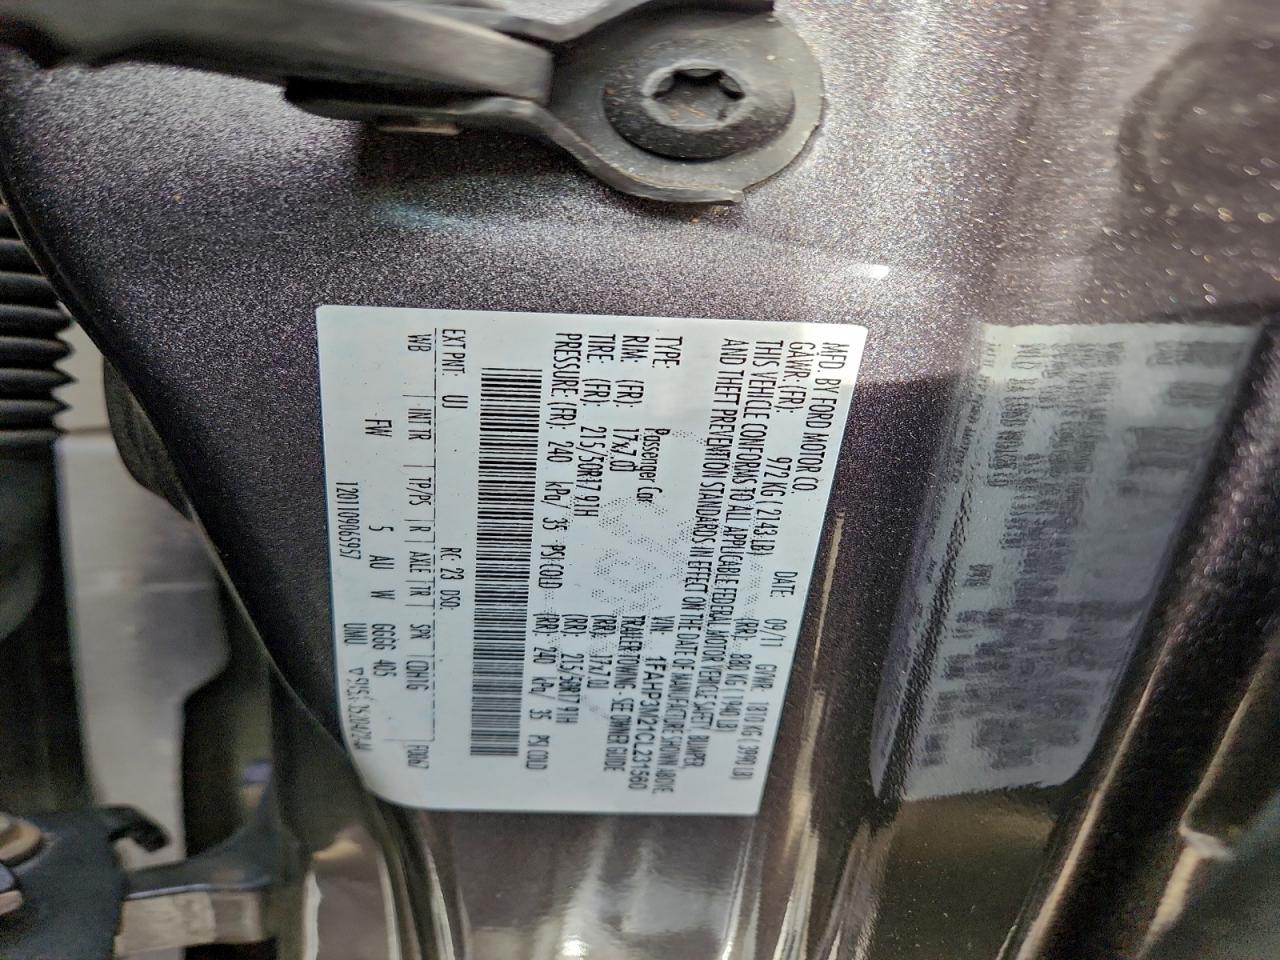 MFD. BY FORD MOTOR CO.
DATE 09/11 GVWR: 1810 KG ( 3990 LB)
GAWR: (FR): 972 KG ( 2143 LB) (RR): 880 KG ( 1940 LB)
THIS VEHICLE CONFORMS TO ALL APPLICABLE FEDERAL MOTOR VEHICLE SAFETY, BUMPER,
AND THEFT PREVENTION STANDARDS IN EFFECT ON THE DATE OF MANUFACTURE SHOWN ABOVE.
VIN:
TYPE: Passenger Car TRAILER TOWING - SEE OWNER GUIDE
RIM: (FR): 17x7.0 (RR): 17x7.0
TIRE: (FR): 215/50R17 91H (RR): 215/50R17 91H
PRESSURE: (FR): 240 kPa/ 35 PSI COLD (RR): 240 kPa/ 35 PSI COLD
EXT PNT: UJ RC: 23 DSO:
WB INT TR TP/PS R AXLE TR SPR
FW 5 AU W GGGG 405
UNI